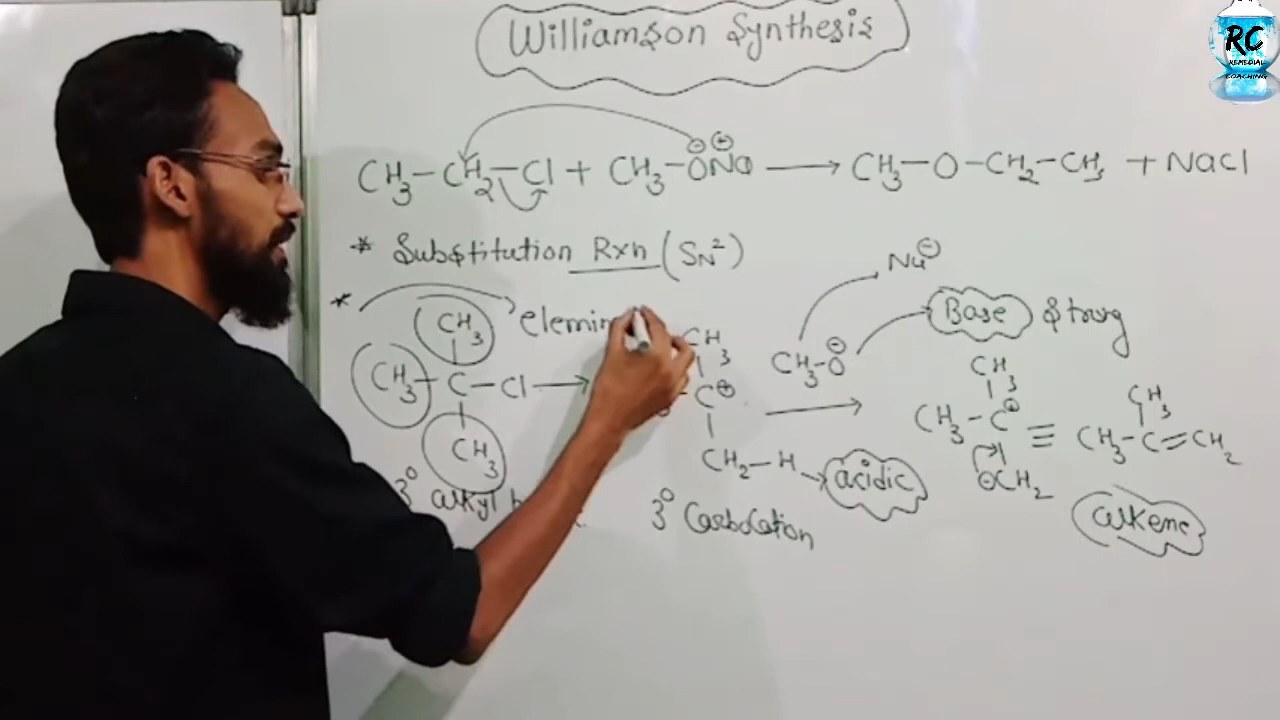 Williamson Synthesis
RC
REMEDIAL
COACHING
CH3-CH2-Cl + CH3-O⊖Na⊕ → CH3-O-CH2-CH3 + NaCl
* Substitution Rxn (SN2)
Nu⊖
*
elemin
Base Strong
CH3-O⊖
CH3
CH3-C-Cl →
CH3
3° alkyl
CH3
C⊕
CH2-H → acidic
3° Carbocation
→
CH3
CH3-C⊕
⊖CH2
≡
CH3
CH3-C=CH2
alkene